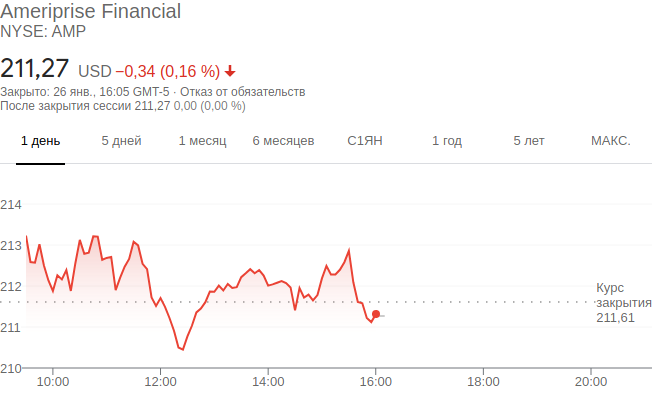 Ameriprise Financial
NYSE: AMP
211,27 USD −0,34 (0,16 %)
Закрыто: 26 янв., 16:05 GMT-5 · Отказ от обязательств
После закрытия сессии 211,27 0,00 (0,00 %)
1 день 5 дней 1 месяц 6 месяцев С1ЯН 1 год 5 лет МАКС.
214
213
212
Курс
закрытия
211,61
211
210
10:00 12:00 14:00 16:00 18:00 20:00